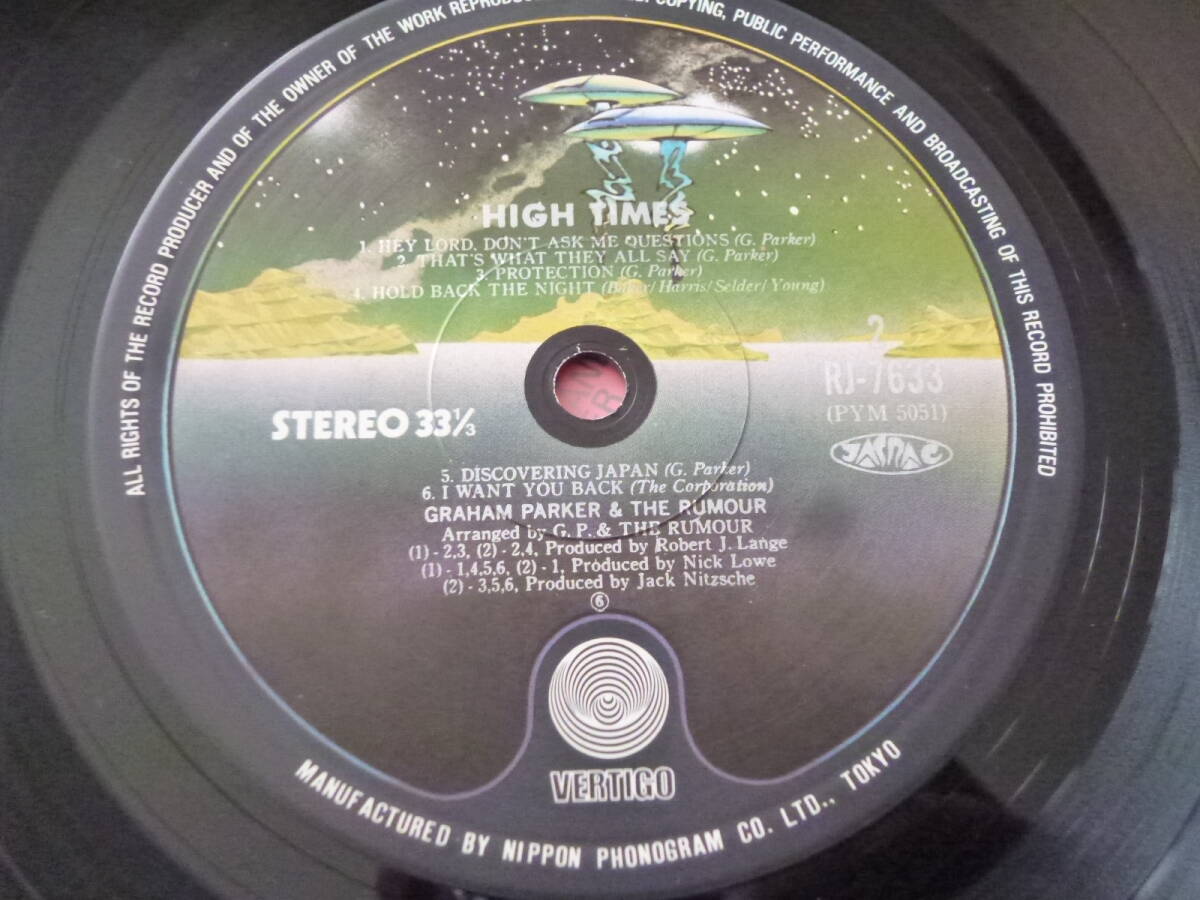 ALL RIGHTS OF THE RECORD PRODUCER AND OF THE OWNER OF THE WORK COPYING, PUBLIC PERFORMANCE AND BROADCASTING OF THIS RECORD PROHIBITED
HIGH TIMES
1. HEY LORD, DON'T ASK ME QUESTIONS (G. Parker)
2. THAT'S WHAT THEY ALL SAY (G. Parker)
3. PROTECTION (G. Parker)
4. HOLD BACK THE NIGHT (Baker/Harris/Selder/Young)
2
RJ-7633
(PYM 5051)
JASRAC
STEREO 33⅓
5. DISCOVERING JAPAN (G. Parker)
6. I WANT YOU BACK (The Corporation)
GRAHAM PARKER & THE RUMOUR
Arranged by G. P. & THE RUMOUR
(1) - 2,3, (2) - 2,4, Produced by Robert J. Lange
(1) - 1,4,5,6, (2) - 1, Produced by Nick Lowe
(2) - 3,5,6, Produced by Jack Nitzsche
⑥
VERTIGO
MANUFACTURED BY NIPPON PHONOGRAM CO. LTD., TOKYO